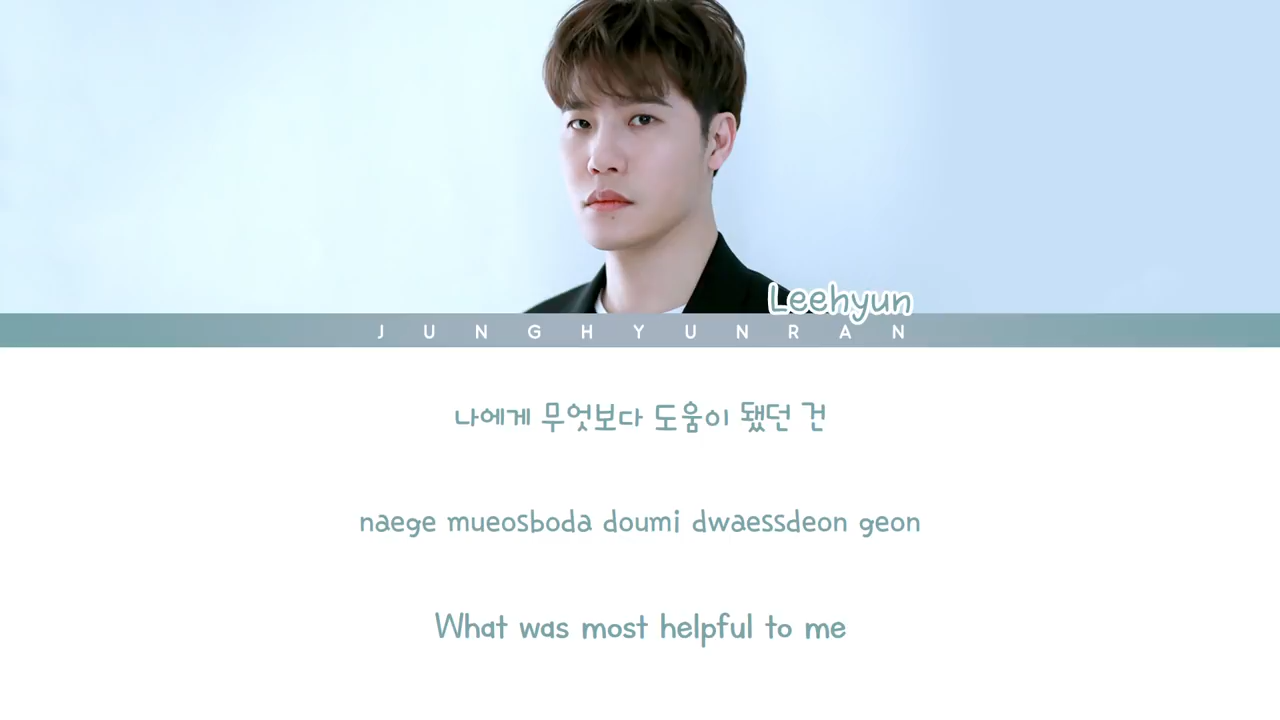 Leehyun
JUNGHYUNRAN
나에게 무엇보다 도움이 됐던 건
naege mueosboda doumi dwaessdeon geon
What was most helpful to me